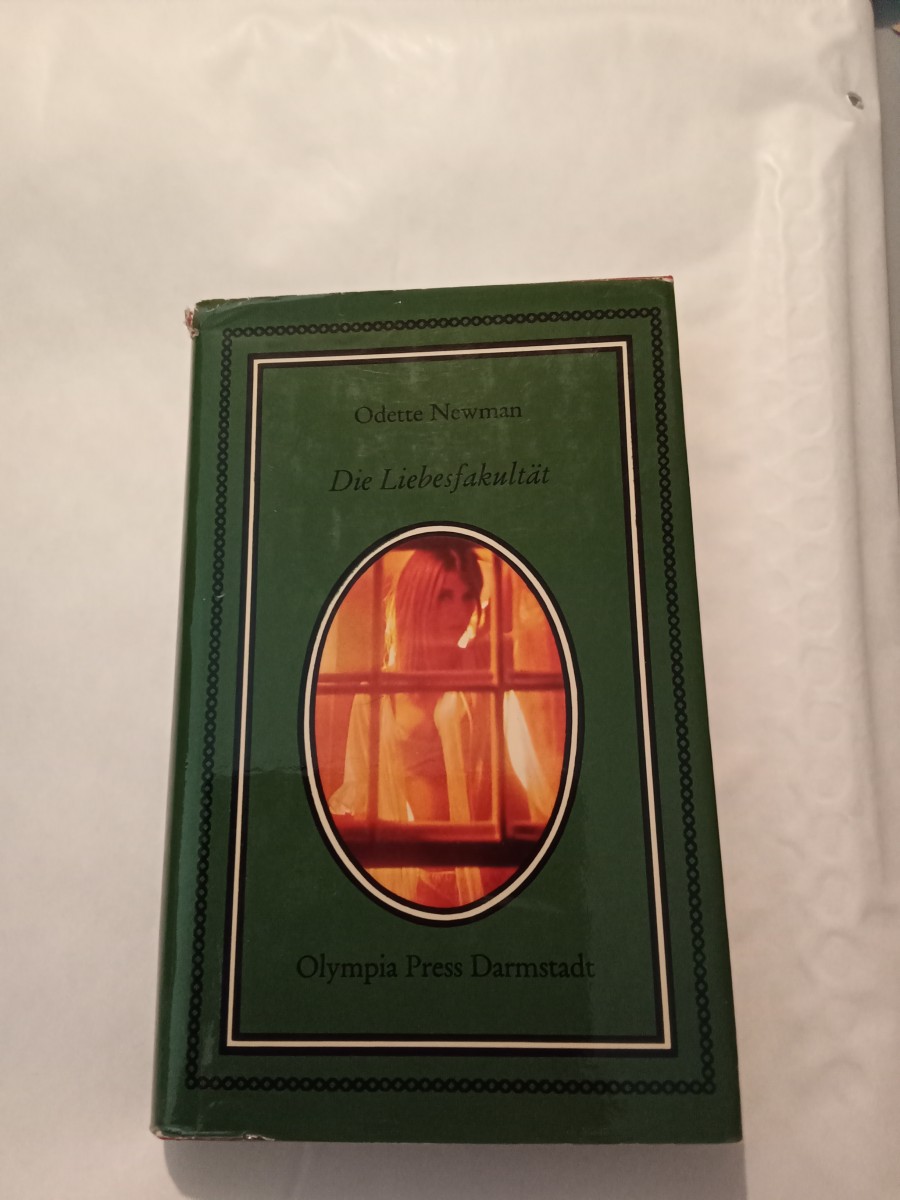 Odette Newman
Die Liebesfakultät
Olympia Press Darmstadt